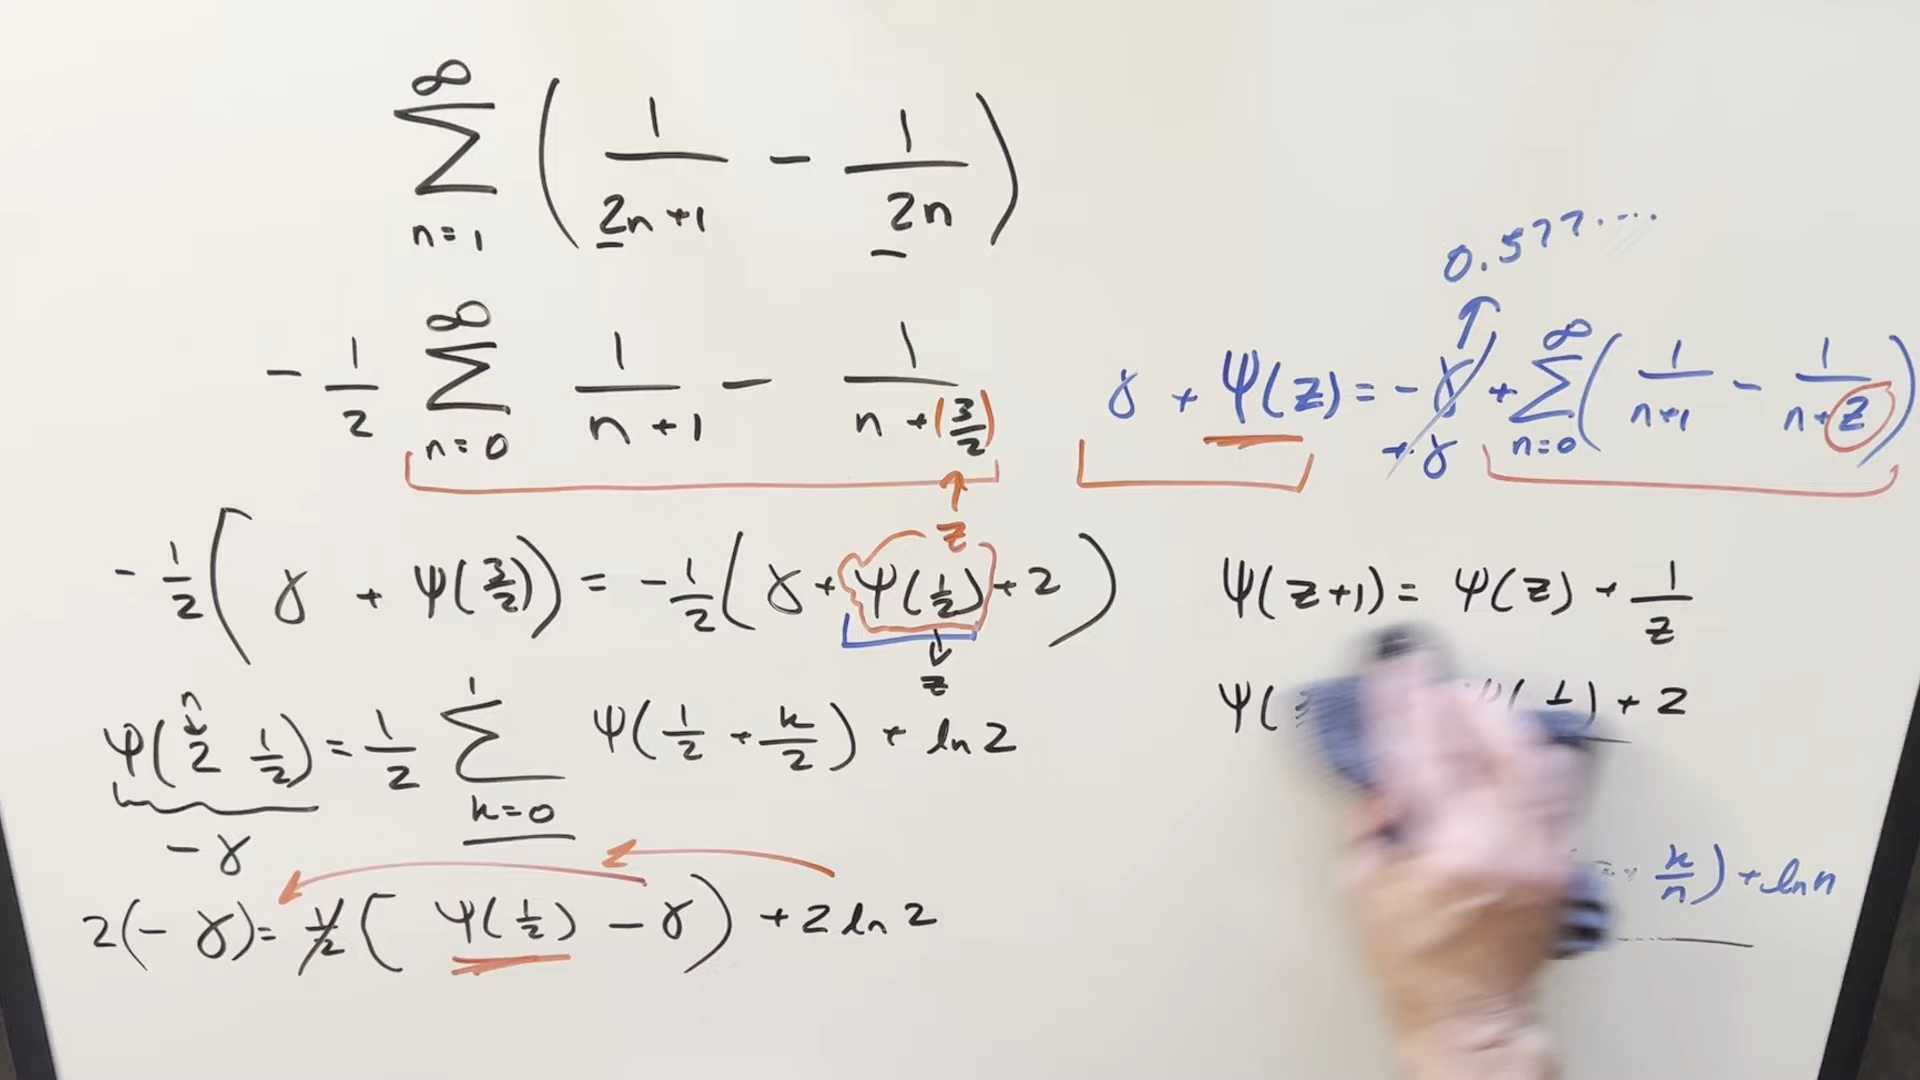 ∞
∑ ( 1/(2n+1) − 1/(2n) )
n=1
∞
− 1/2 ∑ 1/(n+1) − 1/(n+(3/2))
n=0
z
0.577....
γ + Ψ(z) = −γ + ∑ ( 1/(n+1) − 1/(n+z) )
∞
n=0
+γ
− 1/2 ( γ + Ψ(3/2) ) = − 1/2 ( γ + Ψ(1/2) + 2 )
z
Ψ(z+1) = Ψ(z) + 1/z
Ψ( Ψ(1/2) + 2
n
Ψ(2 1/2) = 1/2 ∑ Ψ(1/2 + k/2) + ln 2
1
k=0
−γ
k/n) + ln n
2(−γ) = 1/2 ( Ψ(1/2) − γ ) + 2 ln 2